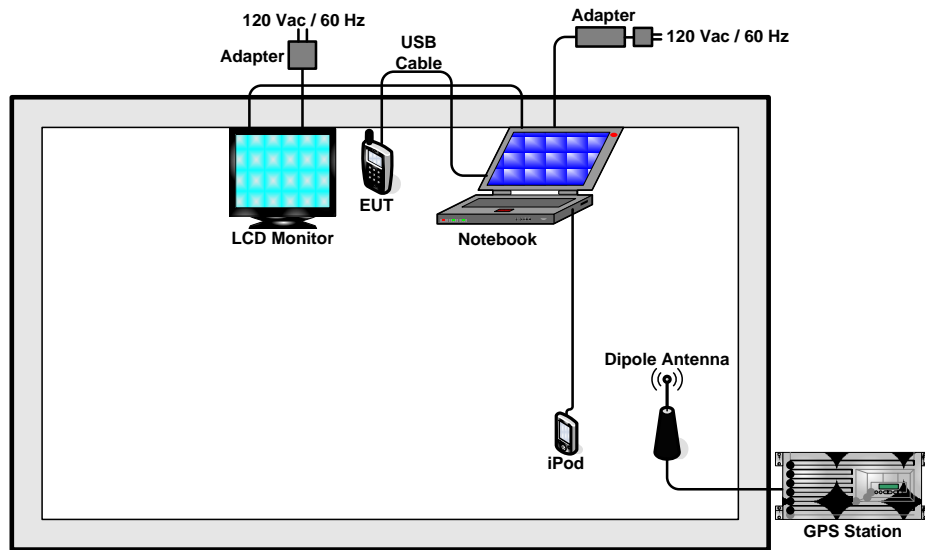 120 Vac / 60 Hz
Adapter
USB
Cable
Adapter
120 Vac / 60 Hz
EUT
LCD Monitor
Notebook
Dipole Antenna
iPod
GPS Station